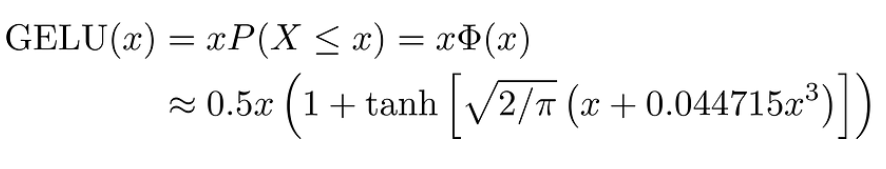 GELU(x) = xP(X ≤ x) = xΦ(x)
≈ 0.5x (1 + tanh [√2/π (x + 0.044715x³)])